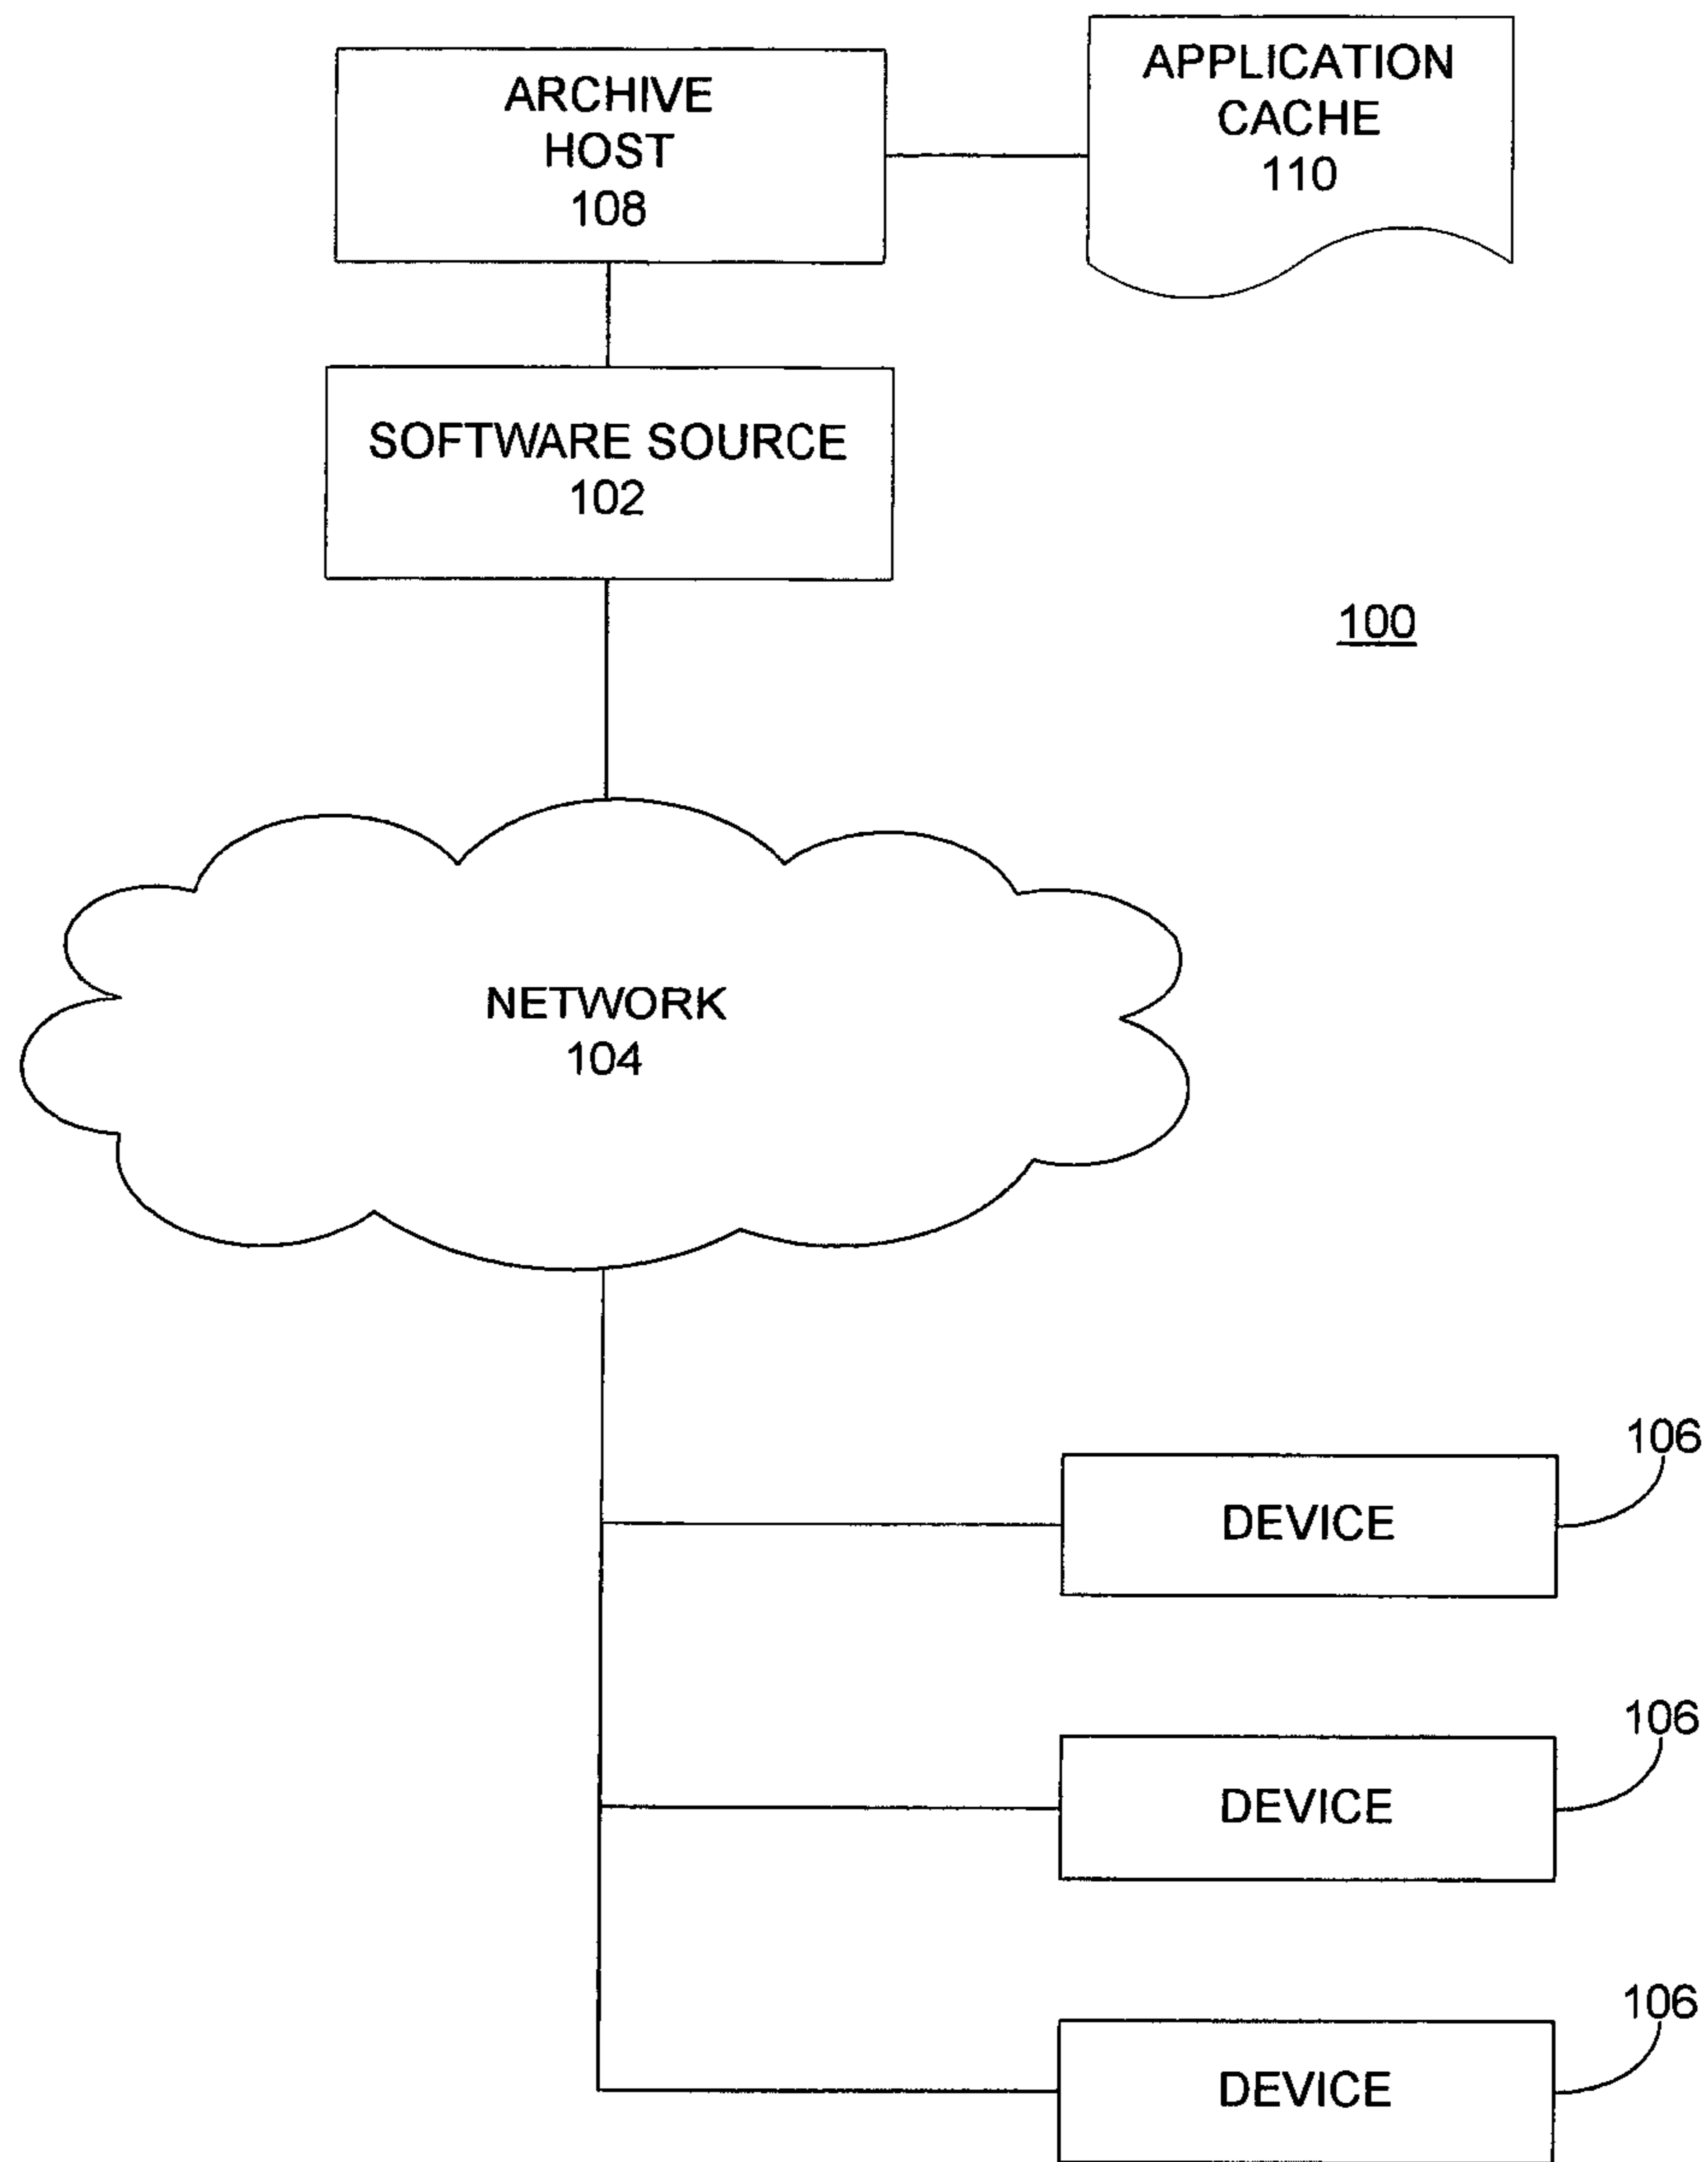 ARCHIVE
HOST
108
APPLICATION
CACHE
110
SOFTWARE SOURCE
102
100
NETWORK
104
106
DEVICE
106
DEVICE
106
DEVICE